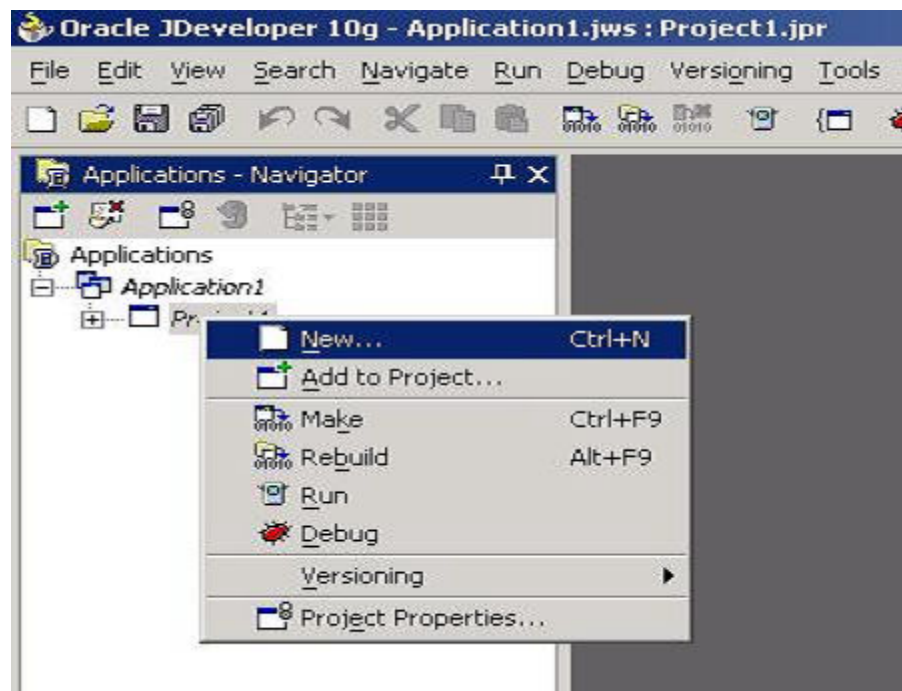 Oracle JDeveloper 10g - Application1.jws : Project1.jpr
File Edit View Search Navigate Run Debug Versioning Tools
Applications - Navigator
Applications
Application1
New... Ctrl+N
Add to Project...
Make Ctrl+F9
Rebuild Alt+F9
Run
Debug
Versioning
Project Properties...